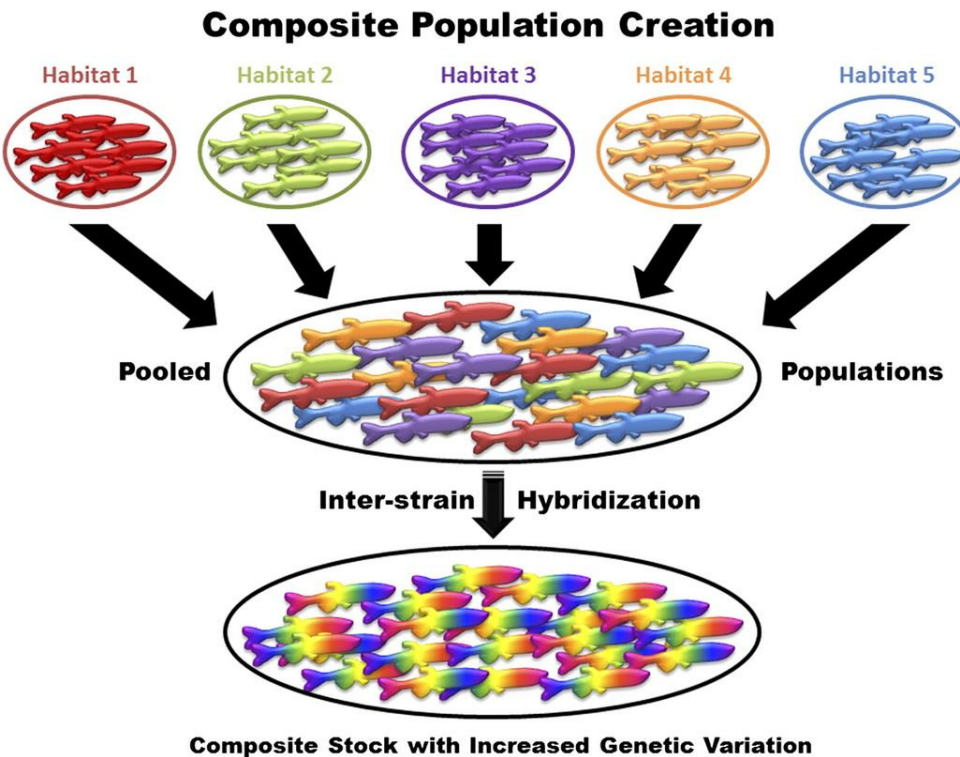 Composite Population Creation
Habitat 1
Habitat 2
Habitat 3
Habitat 4
Habitat 5
Pooled
Populations
Inter-strain
Hybridization
Composite Stock with Increased Genetic Variation